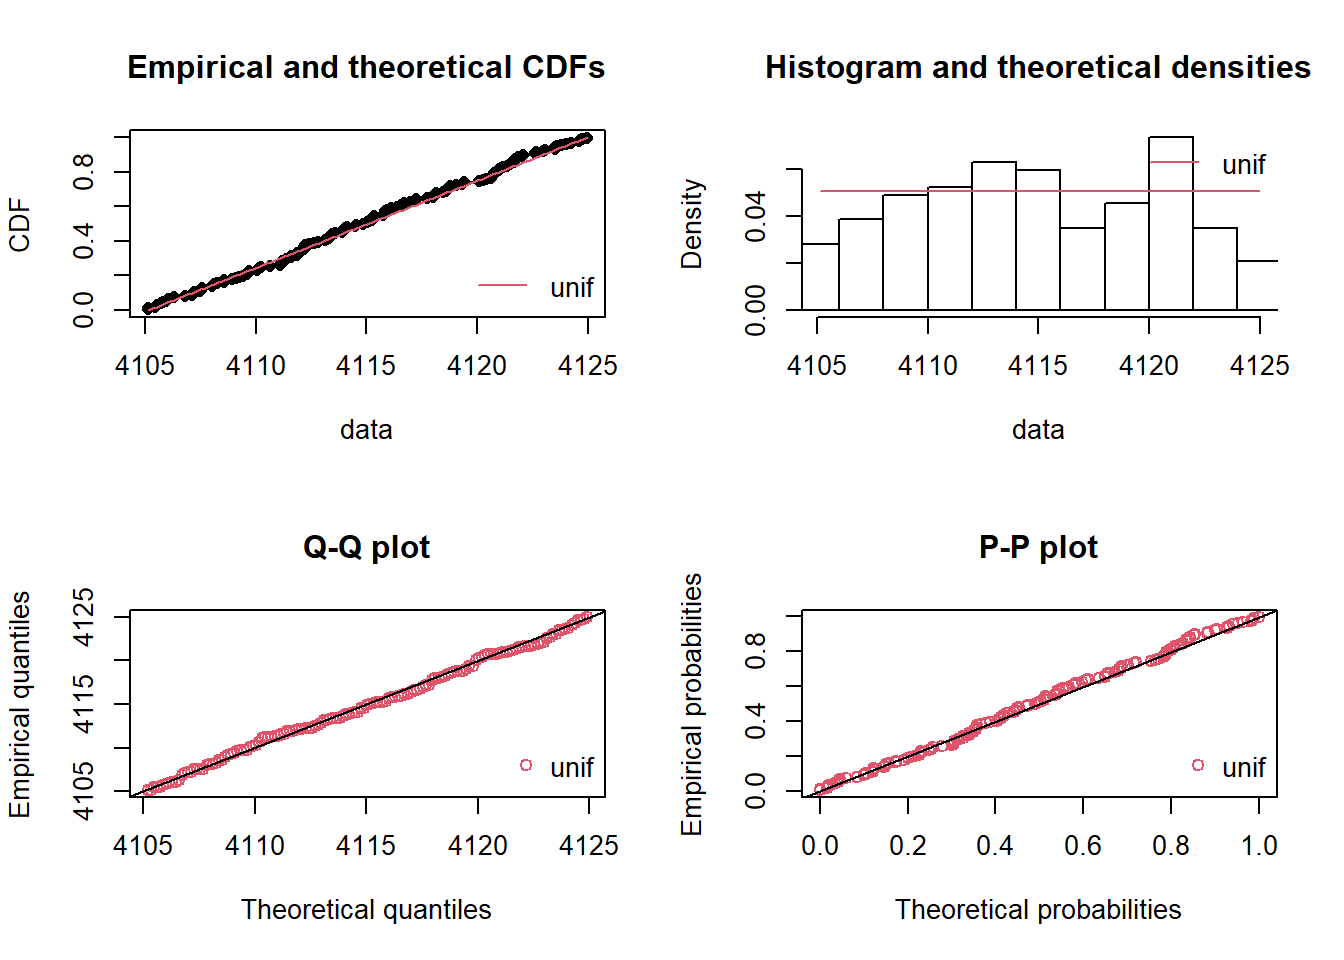 Empirical and theoretical CDFs
CDF
0.0 0.4 0.8
unif
4105 4110 4115 4120 4125
data
Histogram and theoretical densities
Density
0.00 0.04
unif
4105 4110 4115 4120 4125
data
Q-Q plot
Empirical quantiles
4105 4115 4125
unif
4105 4110 4115 4120 4125
Theoretical quantiles
P-P plot
Empirical probabilities
0.0 0.4 0.8
unif
0.0 0.2 0.4 0.6 0.8 1.0
Theoretical probabilities